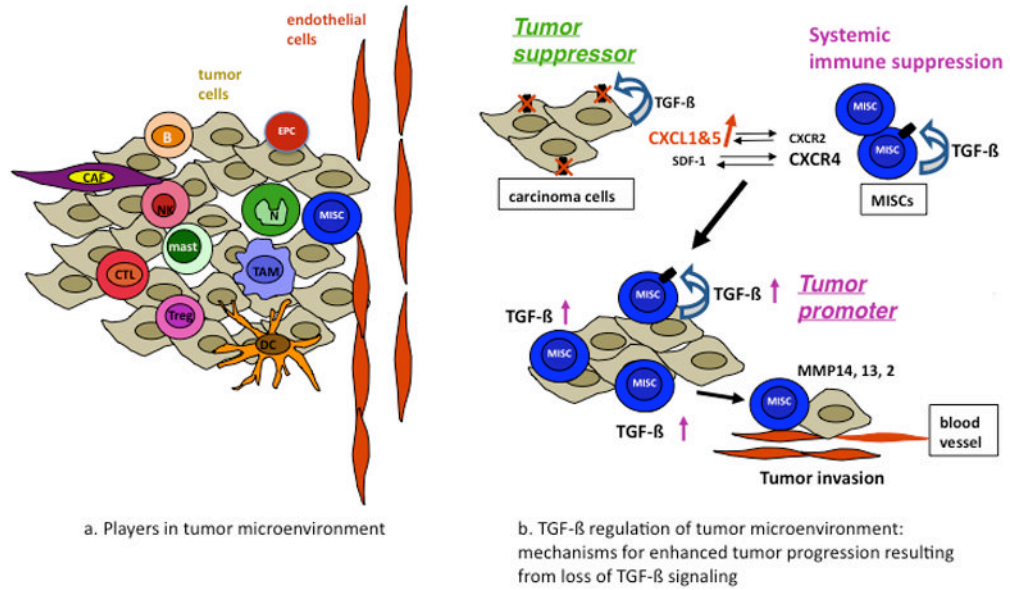 endothelial
cells
tumor
cells
B
EPC
CAF
NK
N
MISC
mast
CTL
TAM
Treg
DC
a. Players in tumor microenvironment
Tumor
suppressor
Systemic
immune suppression
TGF-ß
MISC
CXCL1&5
CXCR2
MISC
TGF-ß
SDF-1
CXCR4
carcinoma cells
MISCs
MISC
TGF-ß
Tumor
promoter
TGF-ß
MISC
MISC
MMP14, 13, 2
MISC
TGF-ß
blood
vessel
Tumor invasion
b. TGF-ß regulation of tumor microenvironment:
mechanisms for enhanced tumor progression resulting
from loss of TGF-ß signaling